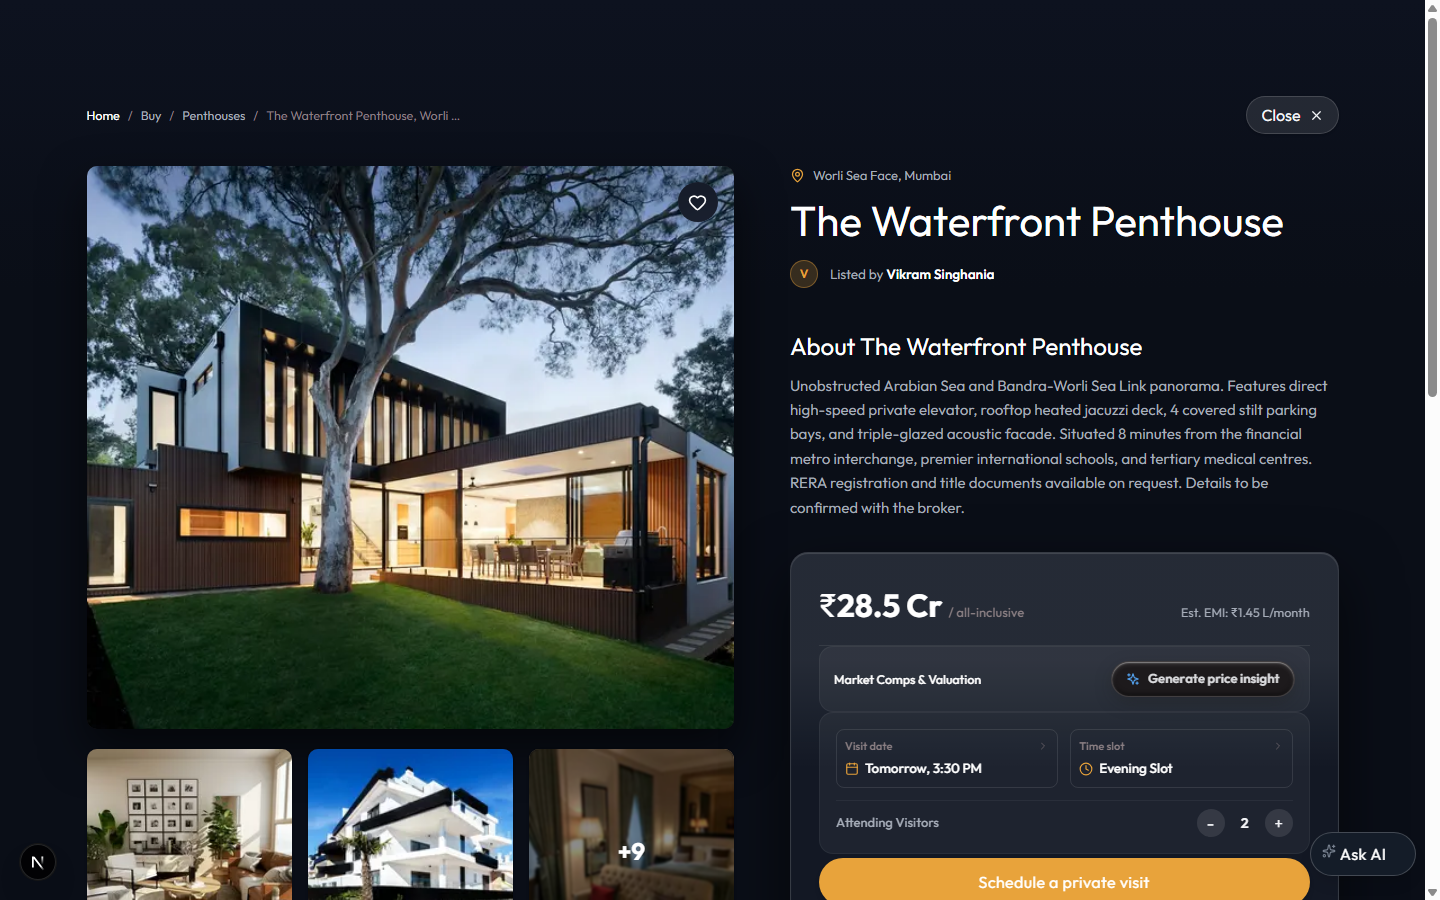 Home / Buy / Penthouses / The Waterfront Penthouse, Worli ...
Close
Worli Sea Face, Mumbai
The Waterfront Penthouse
V
Listed by Vikram Singhania
About The Waterfront Penthouse
Unobstructed Arabian Sea and Bandra-Worli Sea Link panorama. Features direct
high-speed private elevator, rooftop heated jacuzzi deck, 4 covered stilt parking
bays, and triple-glazed acoustic facade. Situated 8 minutes from the financial
metro interchange, premier international schools, and tertiary medical centres.
RERA registration and title documents available on request. Details to be
confirmed with the broker.
₹28.5 Cr / all-inclusive
Est. EMI: ₹1.45 L/month
Market Comps & Valuation
Generate price insight
Visit date
Tomorrow, 3:30 PM
Time slot
Evening Slot
Attending Visitors
- 2 +
Schedule a private visit
+9
N
Ask AI